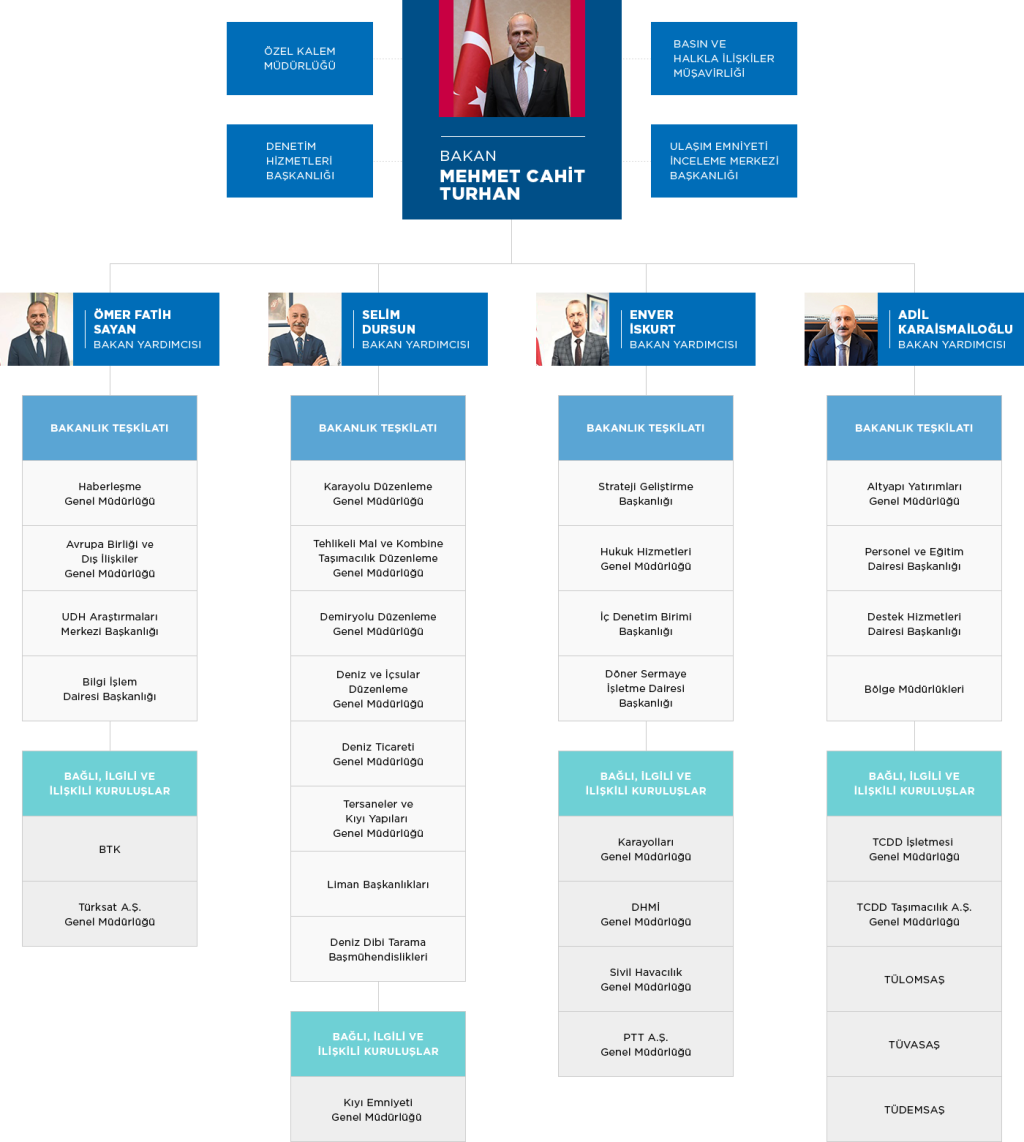 ÖZEL KALEM
MÜDÜRLÜĞÜ
DENETİM
HİZMETLERİ
BAŞKANLIĞI
BAKAN
MEHMET CAHİT
TURHAN
BASIN VE
HALKLA İLİŞKİLER
MÜŞAVİRLİĞİ
ULAŞIM EMNİYETİ
İNCELEME MERKEZİ
BAŞKANLIĞI
ÖMER FATİH
SAYAN
BAKAN YARDIMCISI
BAKANLIK TEŞKİLATI
Haberleşme
Genel Müdürlüğü
Avrupa Birliği ve
Dış İlişkiler
Genel Müdürlüğü
UDH Araştırmaları
Merkezi Başkanlığı
Bilgi İşlem
Dairesi Başkanlığı
BAĞLI, İLGİLİ VE
İLİŞKİLİ KURULUŞLAR
BTK
Türksat A.Ş.
Genel Müdürlüğü
SELİM
DURSUN
BAKAN YARDIMCISI
BAKANLIK TEŞKİLATI
Karayolu Düzenleme
Genel Müdürlüğü
Tehlikeli Mal ve Kombine
Taşımacılık Düzenleme
Genel Müdürlüğü
Demiryolu Düzenleme
Genel Müdürlüğü
Deniz ve İçsular
Düzenleme
Genel Müdürlüğü
Deniz Ticareti
Genel Müdürlüğü
Tersaneler ve
Kıyı Yapıları
Genel Müdürlüğü
Liman Başkanlıkları
Deniz Dibi Tarama
Başmühendislikleri
BAĞLI, İLGİLİ VE
İLİŞKİLİ KURULUŞLAR
Kıyı Emniyeti
Genel Müdürlüğü
ENVER
İSKURT
BAKAN YARDIMCISI
BAKANLIK TEŞKİLATI
Strateji Geliştirme
Başkanlığı
Hukuk Hizmetleri
Genel Müdürlüğü
İç Denetim Birimi
Başkanlığı
Döner Sermaye
İşletme Dairesi
Başkanlığı
BAĞLI, İLGİLİ VE
İLİŞKİLİ KURULUŞLAR
Karayolları
Genel Müdürlüğü
DHMİ
Genel Müdürlüğü
Sivil Havacılık
Genel Müdürlüğü
PTT A.Ş.
Genel Müdürlüğü
ADİL
KARAİSMAİLOĞLU
BAKAN YARDIMCISI
BAKANLIK TEŞKİLATI
Altyapı Yatırımları
Genel Müdürlüğü
Personel ve Eğitim
Dairesi Başkanlığı
Destek Hizmetleri
Dairesi Başkanlığı
Bölge Müdürlükleri
BAĞLI, İLGİLİ VE
İLİŞKİLİ KURULUŞLAR
TCDD İşletmesi
Genel Müdürlüğü
TCDD Taşımacılık A.Ş.
Genel Müdürlüğü
TÜLOMSAŞ
TÜVASAŞ
TÜDEMSAŞ